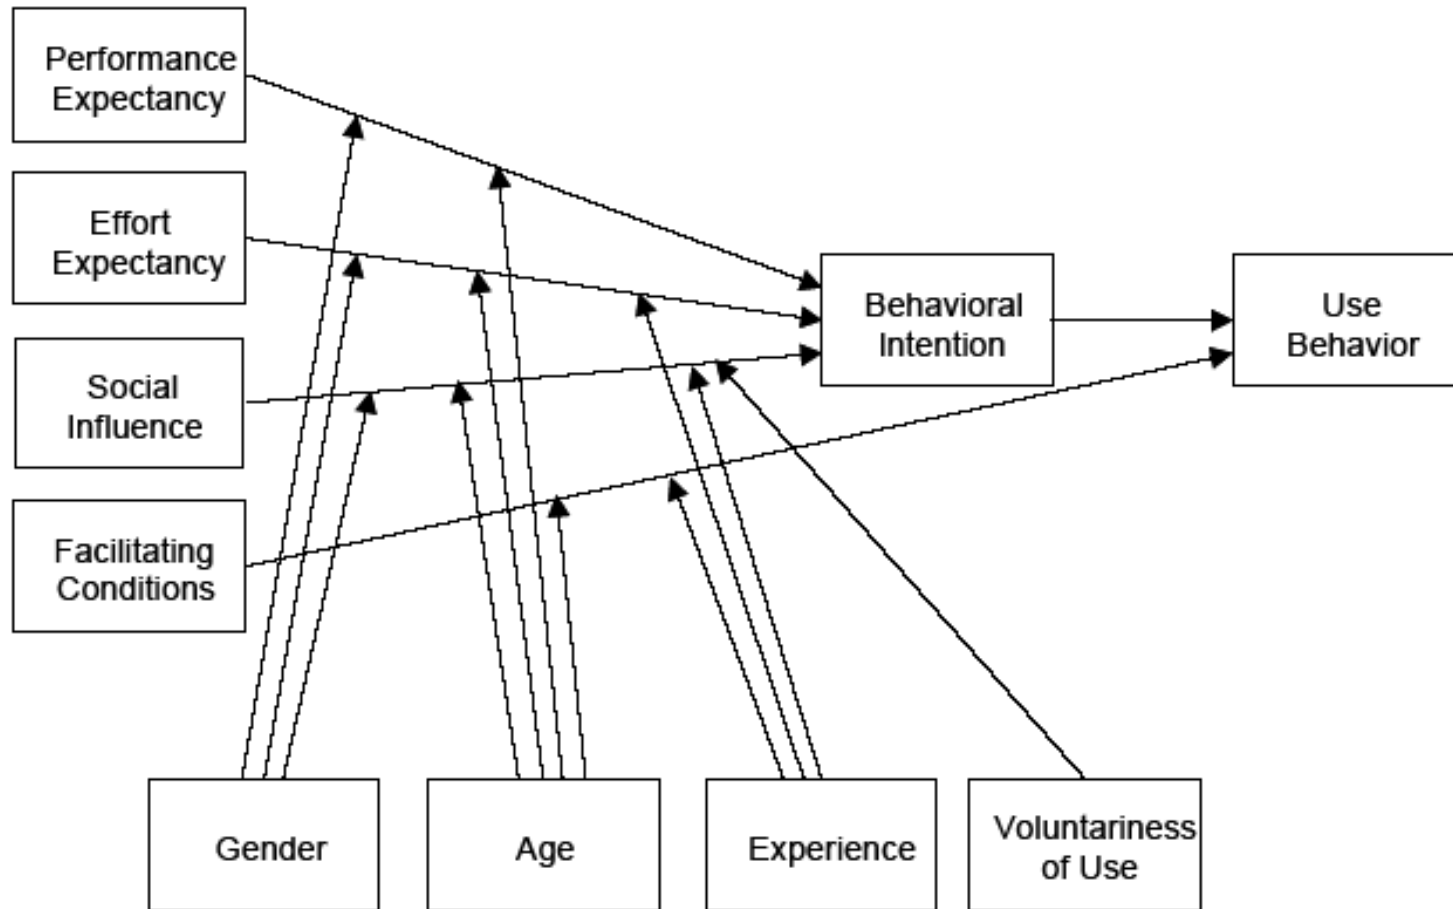 Performance
Expectancy
Effort
Expectancy
Social
Influence
Facilitating
Conditions
Behavioral
Intention
Use
Behavior
Gender
Age
Experience
Voluntariness
of Use